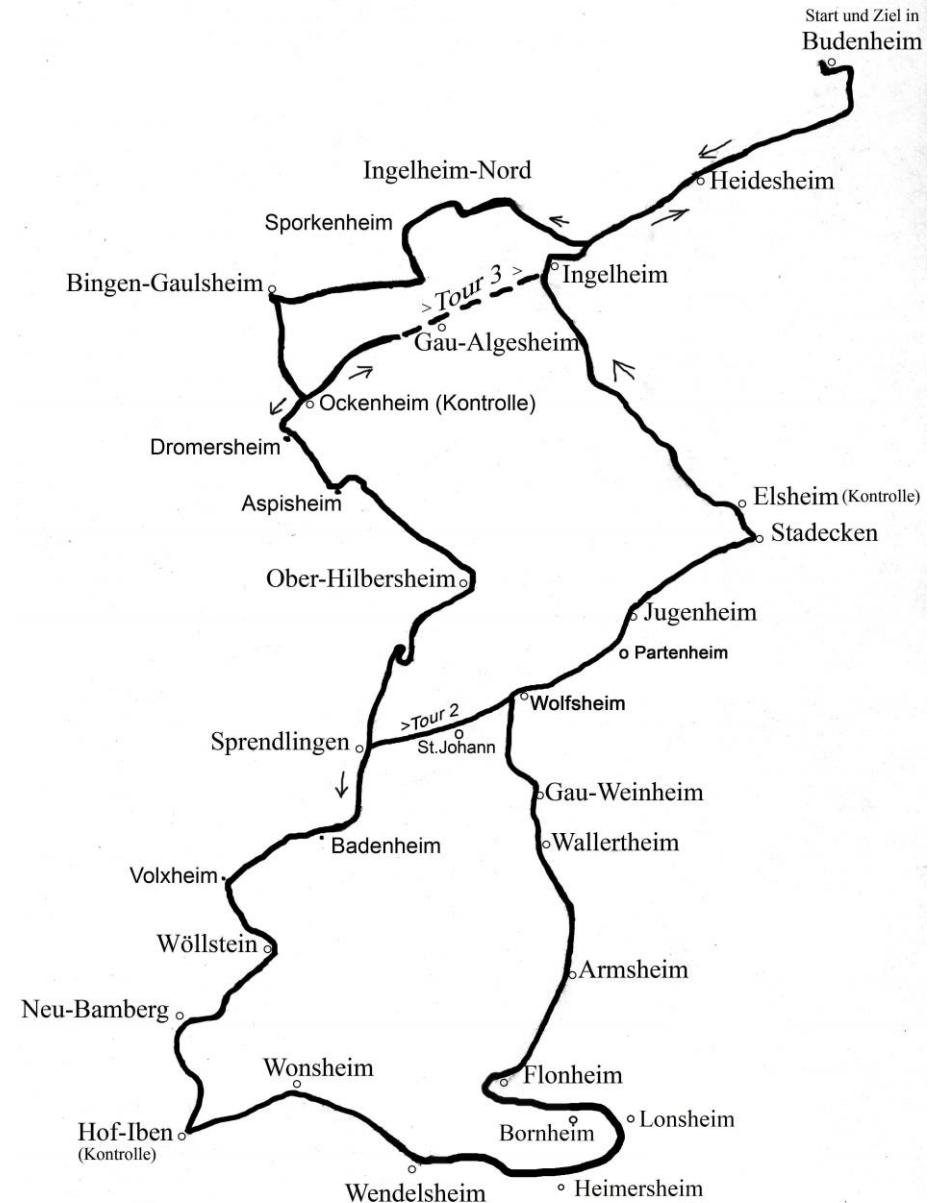 Start und Ziel in
Budenheim
Heidesheim
Ingelheim-Nord
Sporkenheim
Ingelheim
Bingen-Gaulsheim
>Tour 3 >
Gau-Algesheim
Ockenheim (Kontrolle)
Dromersheim
Aspisheim
Elsheim (Kontrolle)
Stadecken
Ober-Hilbersheim
Jugenheim
Partenheim
Wolfsheim
>Tour 2
St.Johann
Sprendlingen
Gau-Weinheim
Badenheim
Wallertheim
Volxheim
Wöllstein
Armsheim
Neu-Bamberg
Wonsheim
Flonheim
Hof-Iben
(Kontrolle)
Bornheim
Lonsheim
Wendelsheim
Heimersheim